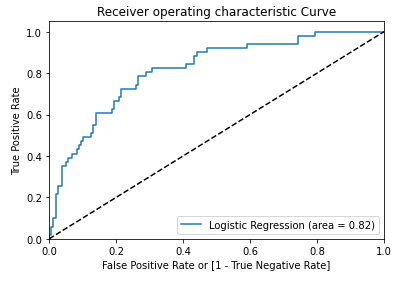 Receiver operating characteristic Curve
True Positive Rate
1.0
0.8
0.6
0.4
0.2
0.0
Logistic Regression (area = 0.82)
0.0 0.2 0.4 0.6 0.8 1.0
False Positive Rate or [1 - True Negative Rate]